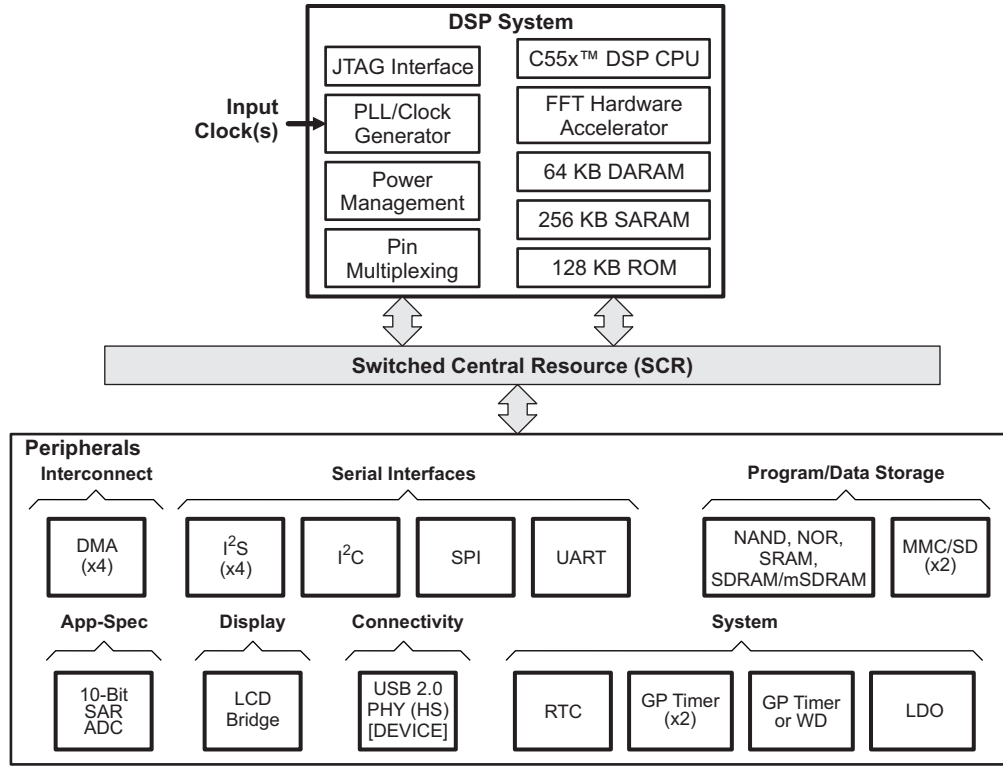 DSP System
JTAG Interface
C55x™ DSP CPU
Input
Clock(s)
PLL/Clock
Generator
FFT Hardware
Accelerator
Power
Management
64 KB DARAM
256 KB SARAM
Pin
Multiplexing
128 KB ROM
Switched Central Resource (SCR)
Peripherals
Interconnect
Serial Interfaces
Program/Data Storage
DMA
(x4)
I²S
(x4)
I²C
SPI
UART
NAND, NOR,
SRAM,
SDRAM/mSDRAM
MMC/SD
(x2)
App-Spec
Display
Connectivity
System
10-Bit
SAR
ADC
LCD
Bridge
USB 2.0
PHY (HS)
[DEVICE]
RTC
GP Timer
(x2)
GP Timer
or WD
LDO